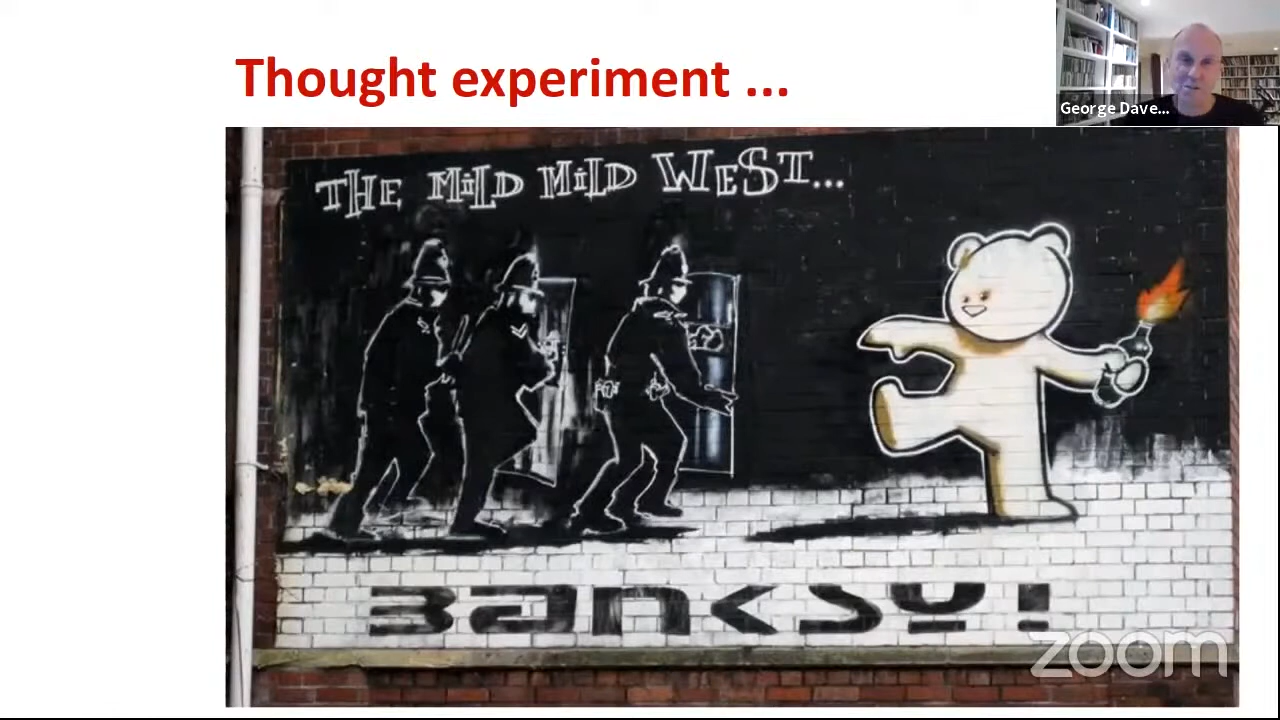 Thought experiment ...
George Dave...
THE MILD MILD WEST...
BANKSY!
zoom